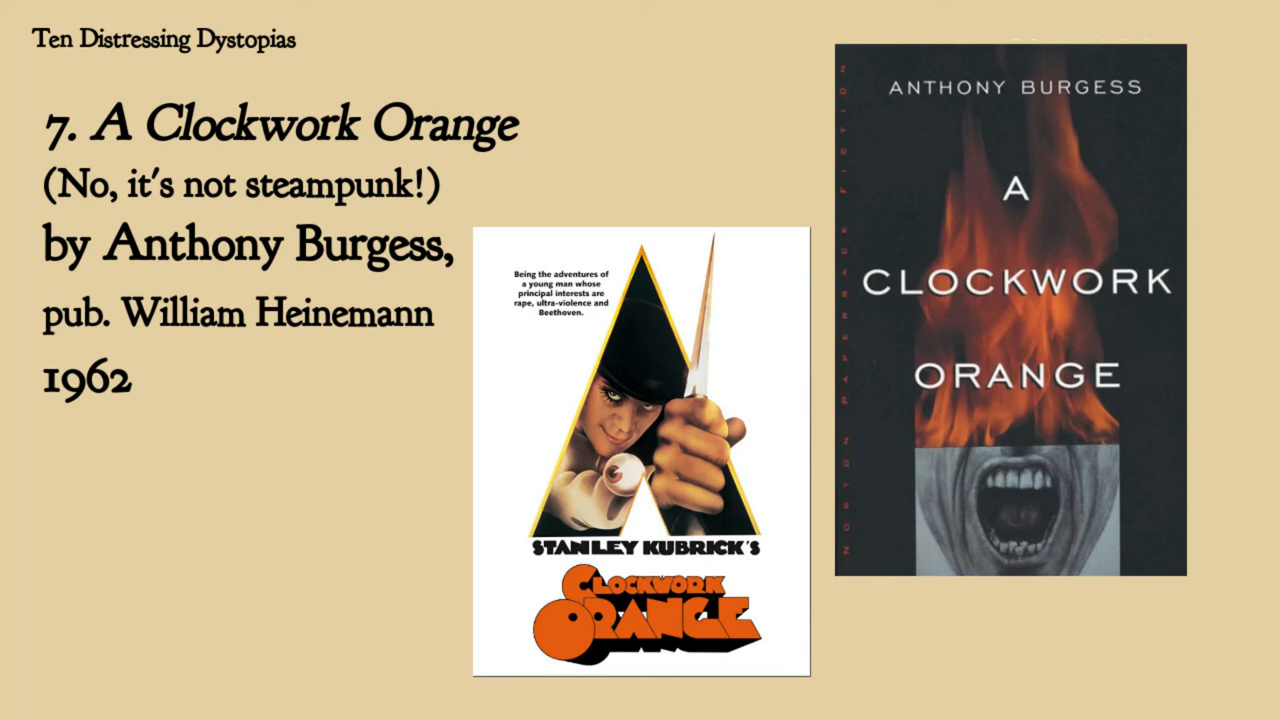 Ten Distressing Dystopias
7. A Clockwork Orange
(No, it's not steampunk!)
by Anthony Burgess,
pub. William Heinemann
1962
Being the adventures of
a young man whose
principal interests are
rape, ultra-violence and
Beethoven.
STANLEY KUBRICK'S
CLOCKWORK
ORANGE
ANTHONY BURGESS
A
CLOCKWORK
ORANGE
NORTON PAPERBACK FICTION